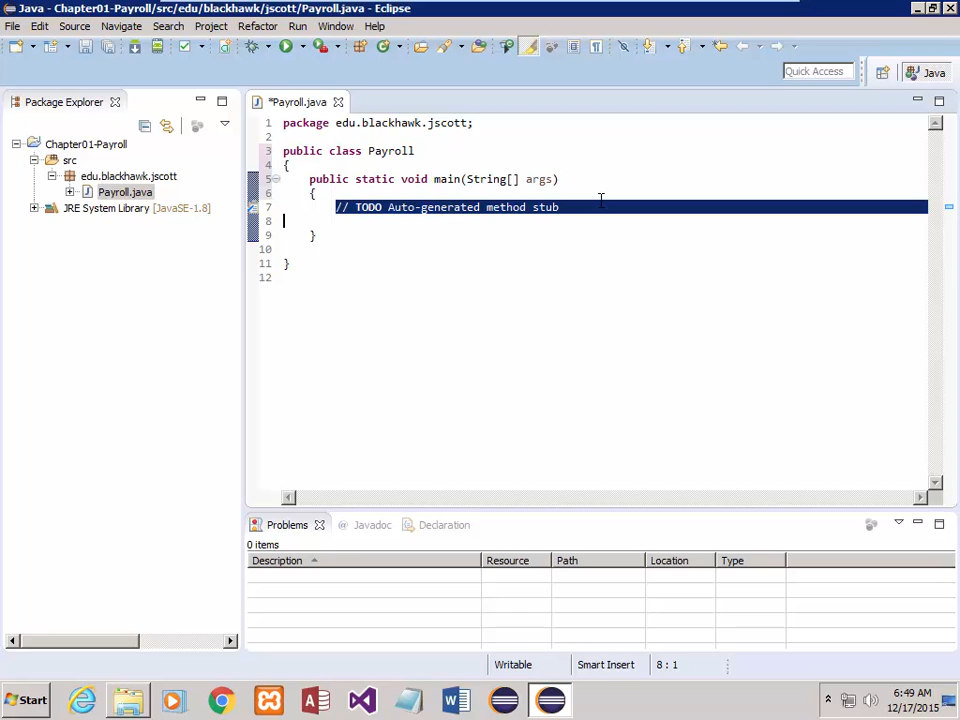 Java - Chapter01-Payroll/src/edu/blackhawk/jscott/Payroll.java - Eclipse
File Edit Source Navigate Search Project Refactor Run Window Help
Quick Access
Java
Package Explorer
*Payroll.java
Chapter01-Payroll
src
edu.blackhawk.jscott
Payroll.java
JRE System Library [JavaSE-1.8]
1 package edu.blackhawk.jscott;
2
3 public class Payroll
4 {
5 public static void main(String[] args)
6 {
7 // TODO Auto-generated method stub
8
9 }
10
11 }
12
Problems @ Javadoc Declaration
0 items
Description Resource Path Location Type
Writable Smart Insert 8 : 1
Start
6:49 AM
12/17/2015